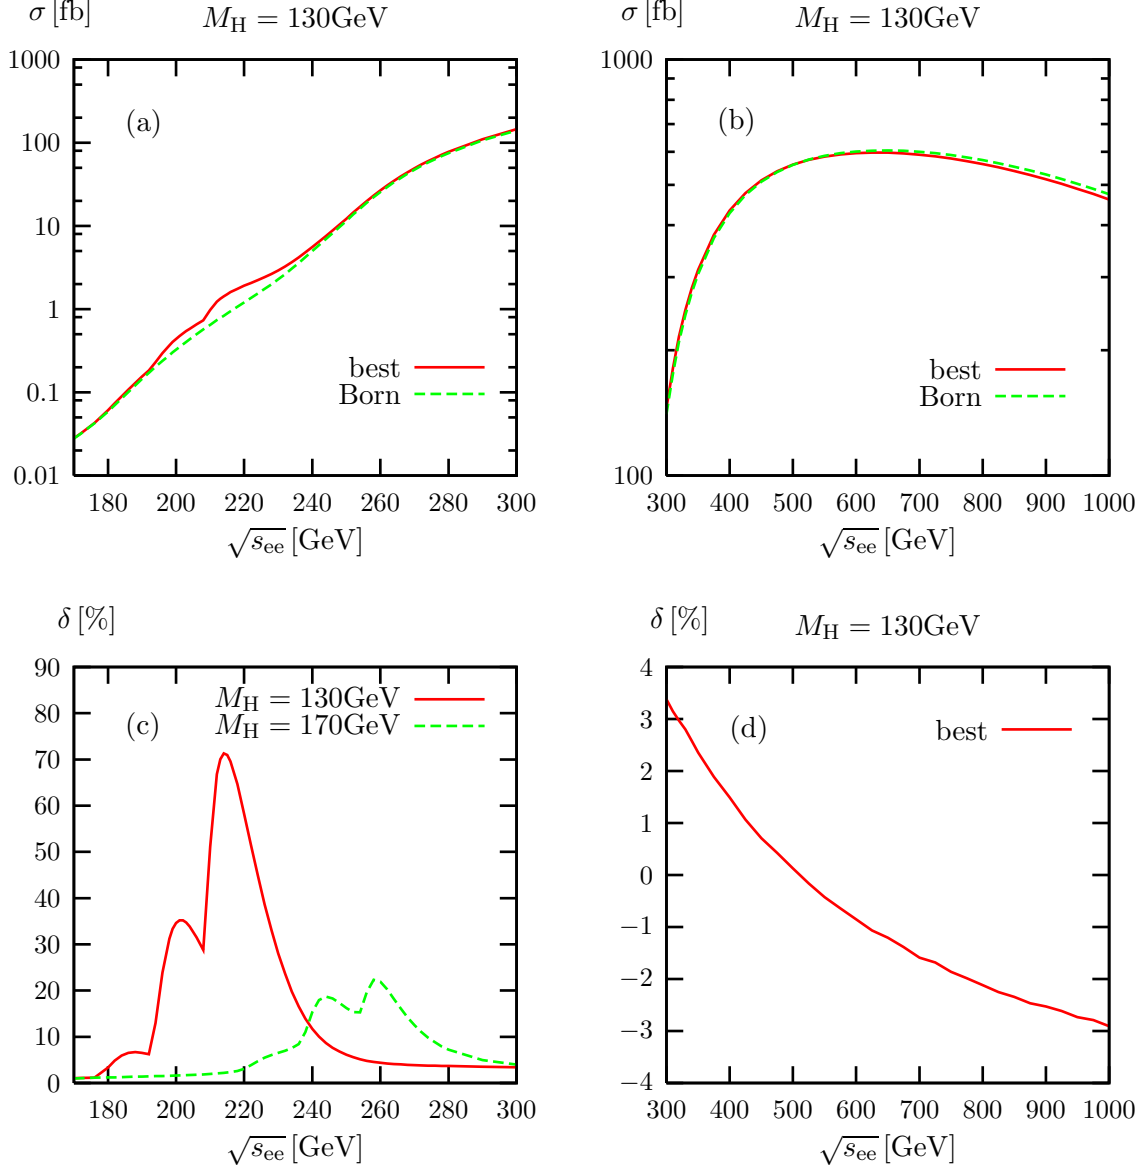 σ [fb]
M_H = 130GeV
(a)
1000
100
10
1
0.1
0.01
best
Born
180 200 220 240 260 280 300
√s_ee [GeV]
σ [fb]
M_H = 130GeV
(b)
1000
100
best
Born
300 400 500 600 700 800 900 1000
√s_ee [GeV]
δ [%]
90
80
70
60
50
40
30
20
10
0
M_H = 130GeV
M_H = 170GeV
(c)
180 200 220 240 260 280 300
√s_ee [GeV]
δ [%]
M_H = 130GeV
4
3
2
1
0
−1
−2
−3
−4
(d)
best
300 400 500 600 700 800 900 1000
√s_ee [GeV]